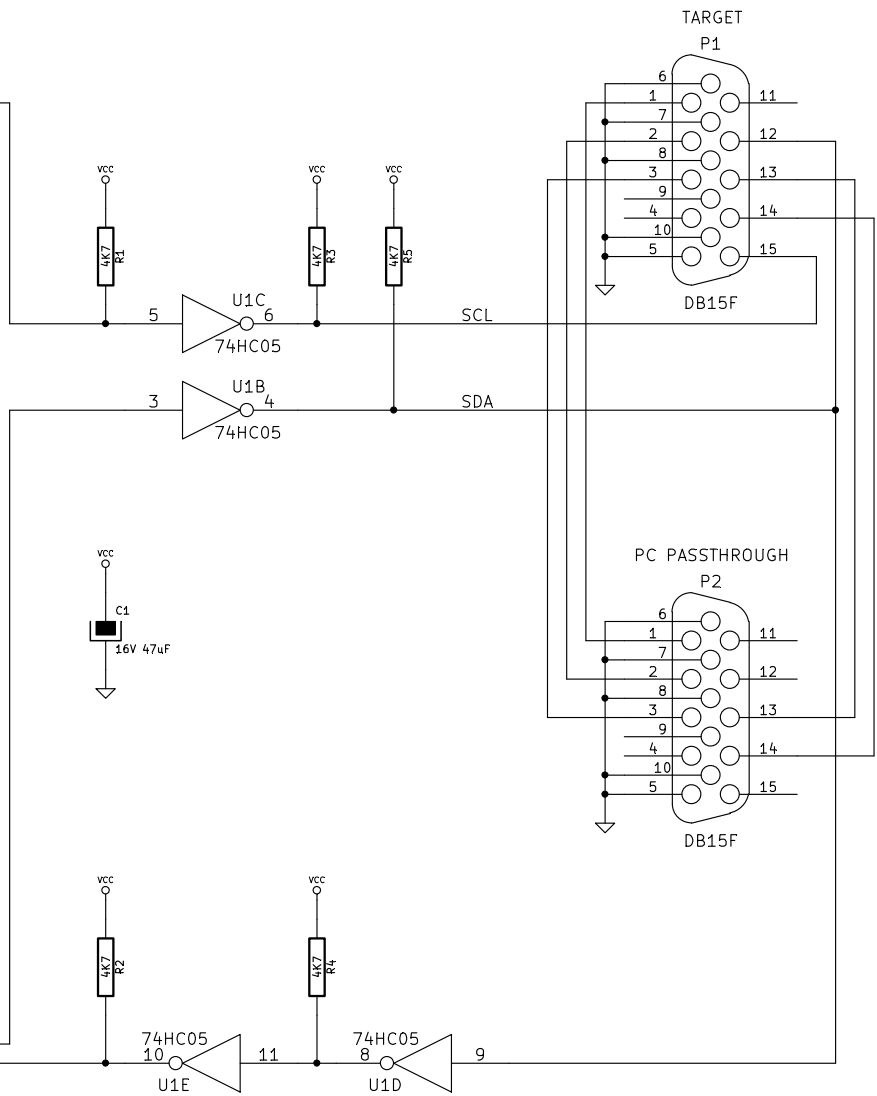 TARGET
P1
6
1
11
7
2
12
8
3
13
9
4
14
10
5
15
DB15F
VCC
VCC
VCC
4K7
R1
4K7
R3
4K7
R5
U1C
5
6
SCL
74HC05
U1B
3
4
SDA
74HC05
PC PASSTHROUGH
P2
6
1
11
7
2
12
8
3
13
9
4
14
10
5
15
DB15F
VCC
C1
16V 47uF
VCC
VCC
4K7
R2
4K7
R4
74HC05
74HC05
10
11
8
9
U1E
U1D